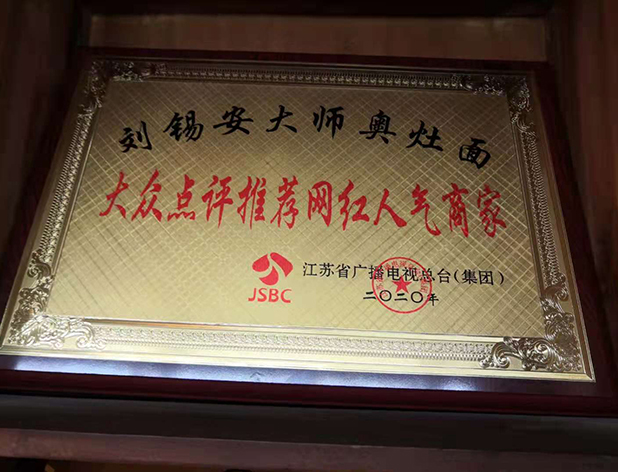 刘锡安大师奥灶面
大众点评推荐网红人气商家
JSBC
江苏省广播电视总台(集团)
二〇二〇年